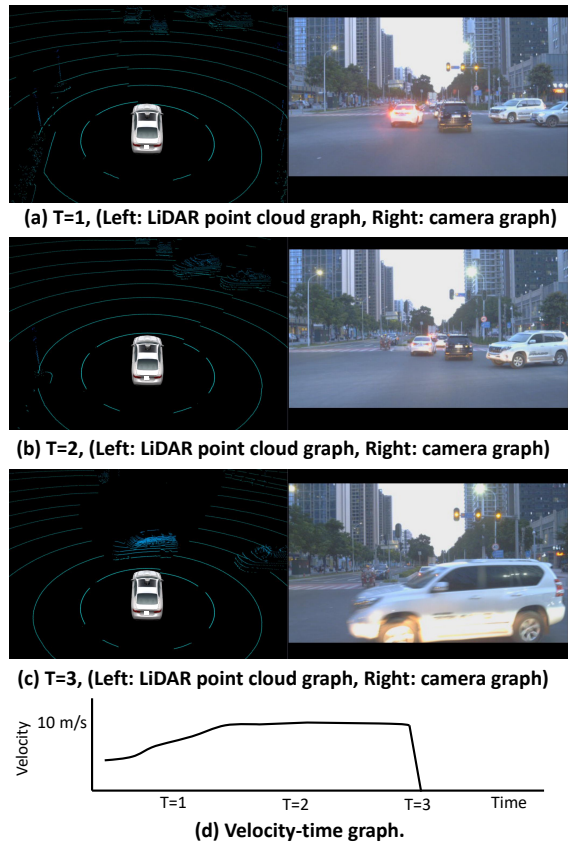 (a) T=1, (Left: LiDAR point cloud graph, Right: camera graph)
(b) T=2, (Left: LiDAR point cloud graph, Right: camera graph)
(c) T=3, (Left: LiDAR point cloud graph, Right: camera graph)
Velocity
10 m/s
T=1 T=2 T=3 Time
(d) Velocity-time graph.